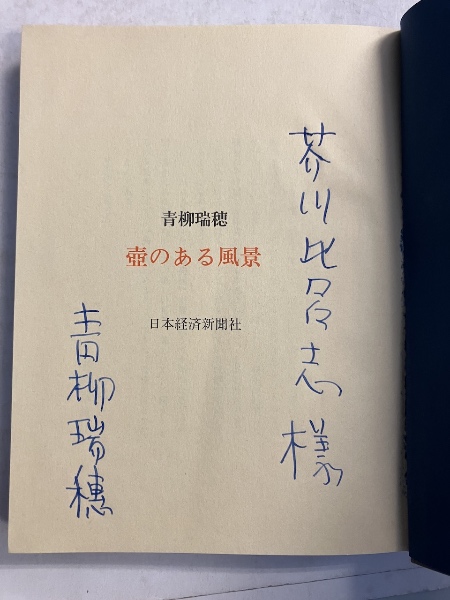 芥川比呂志様
青柳瑞穂
壺のある風景
日本経済新聞社
青柳瑞穂